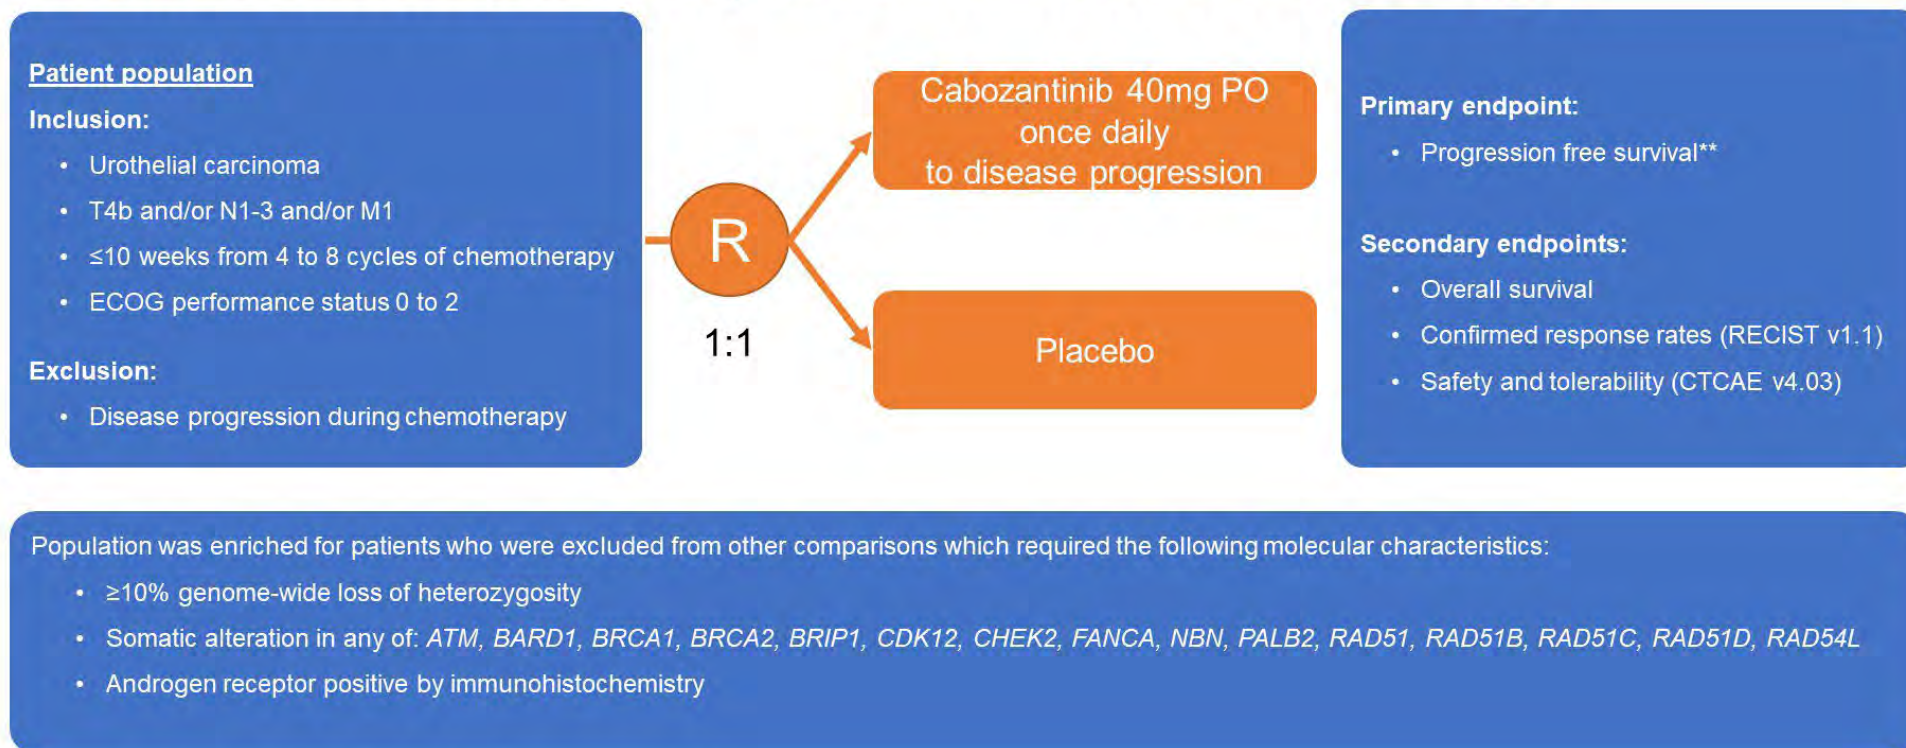 Patient population
Inclusion:
• Urothelial carcinoma
• T4b and/or N1-3 and/or M1
• ≤10 weeks from 4 to 8 cycles of chemotherapy
• ECOG performance status 0 to 2
Exclusion:
• Disease progression during chemotherapy
R
1:1
Cabozantinib 40mg PO
once daily
to disease progression
Placebo
Primary endpoint:
• Progression free survival**
Secondary endpoints:
• Overall survival
• Confirmed response rates (RECIST v1.1)
• Safety and tolerability (CTCAE v4.03)
Population was enriched for patients who were excluded from other comparisons which required the following molecular characteristics:
• ≥10% genome-wide loss of heterozygosity
• Somatic alteration in any of: ATM, BARD1, BRCA1, BRCA2, BRIP1, CDK12, CHEK2, FANCA, NBN, PALB2, RAD51, RAD51B, RAD51C, RAD51D, RAD54L
• Androgen receptor positive by immunohistochemistry